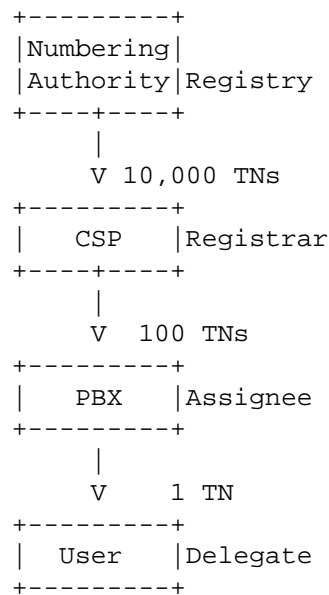 +---------+
|Numbering|
|Authority|Registry
+----+----+
     |
     V 10,000 TNs
+---------+
|   CSP   |Registrar
+----+----+
     |
     V  100 TNs
+---------+
|   PBX   |Assignee
+---------+
     |
     V    1 TN
+---------+
|  User   |Delegate
+---------+